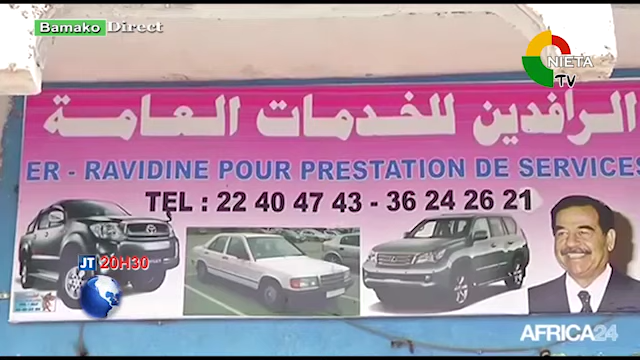 Bamako Direct
NIETA
TV
الرافدين للخدمات العامة
ER - RAVIDINE POUR PRESTATION DE SERVICES
TEL : 22 40 47 43 - 36 24 26 21
JT 20H30
AFRICA24